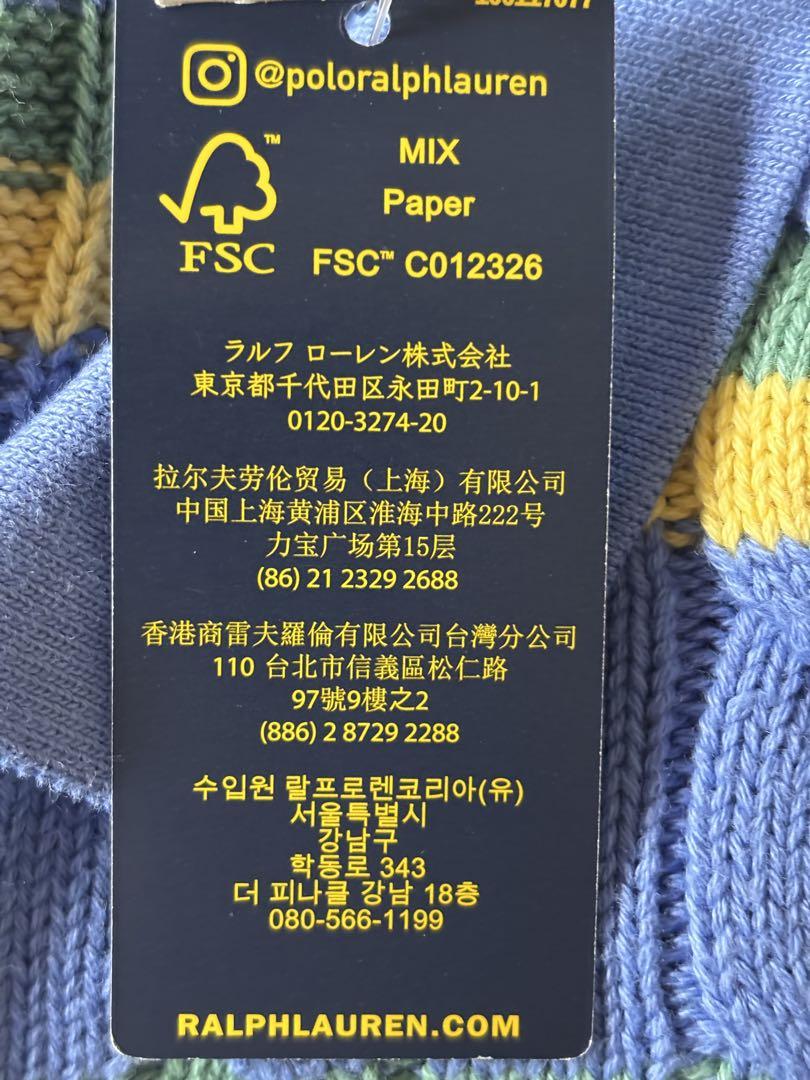 @poloralphlauren
MIX
Paper
FSC™ C012326
™
FSC
ラルフ ローレン株式会社
東京都千代田区永田町2-10-1
0120-3274-20
拉尔夫劳伦贸易（上海）有限公司
中国上海黄浦区淮海中路222号
力宝广场第15层
(86) 21 2329 2688
香港商雷夫羅倫有限公司台灣分公司
110 台北市信義區松仁路
97號9樓之2
(886) 2 8729 2288
수입원 랄프로렌코리아(유)
서울특별시
강남구
학동로 343
더 피나클 강남 18층
080-566-1199
RALPHLAUREN.COM